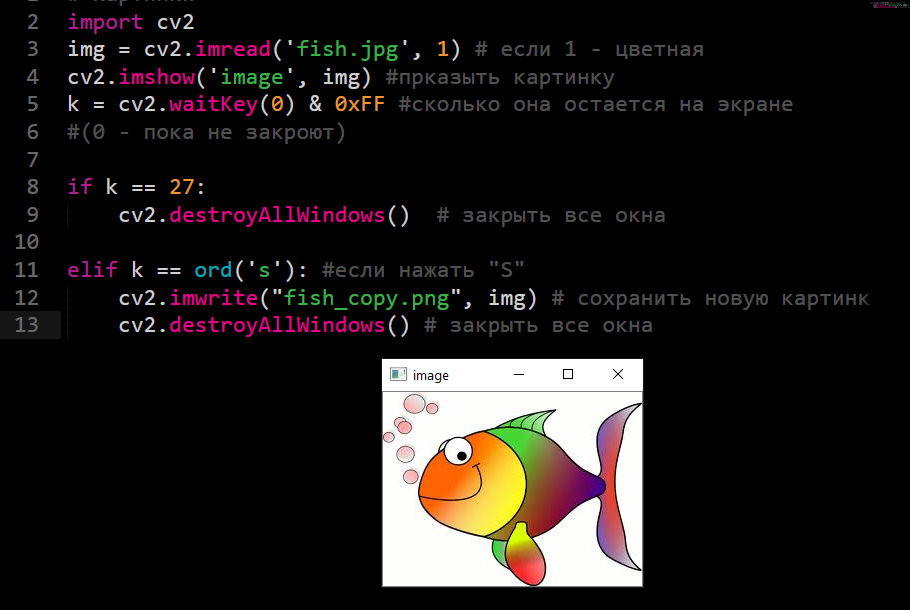 2 import cv2
3 img = cv2.imread('fish.jpg', 1) # если 1 - цветная
4 cv2.imshow('image', img) #прказыть картинку
5 k = cv2.waitKey(0) & 0xFF #сколько она остается на экране
6 #(0 - пока не закроют)
7
8 if k == 27:
9 cv2.destroyAllWindows()  # закрыть все окна
10
11 elif k == ord('s'): #если нажать "S"
12 cv2.imwrite("fish_copy.png", img) # сохранить новую картинк
13 cv2.destroyAllWindows() # закрыть все окна
image